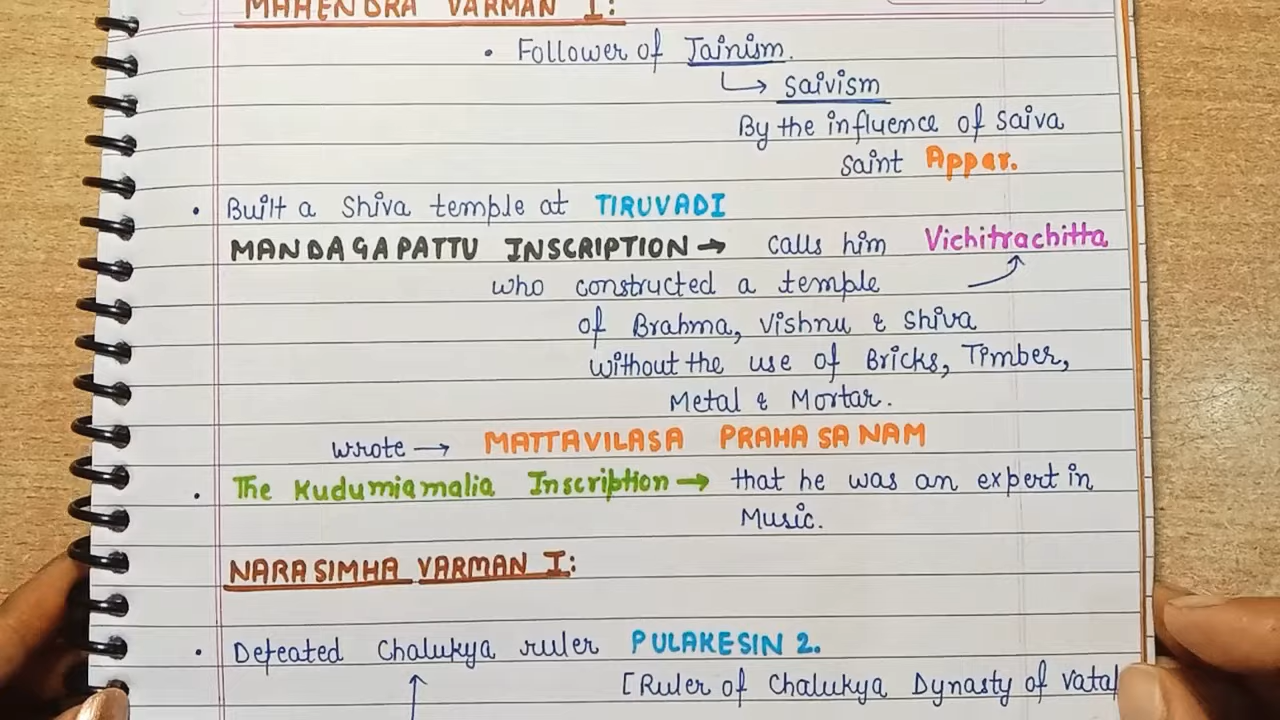 MAHENDRA VARMAN I:
• Follower of Jainism.
↳ Saivism
By the influence of Saiva
Saint Appar.
• Built a Shiva temple at TIRUVADI
MANDAGAPATTU INSCRIPTION → calls him Vichitrachitta
who constructed a temple
of Brahma, Vishnu & Shiva
without the use of Bricks, Timber,
Metal & Mortar.
wrote → MATTAVILASA PRAHASANAM
• The Kudumiamalia Inscription → that he was an expert in
Music.
NARASIMHA VARMAN I:
• Defeated Chalukya ruler PULAKESIN 2.
[Ruler of Chalukya Dynasty of